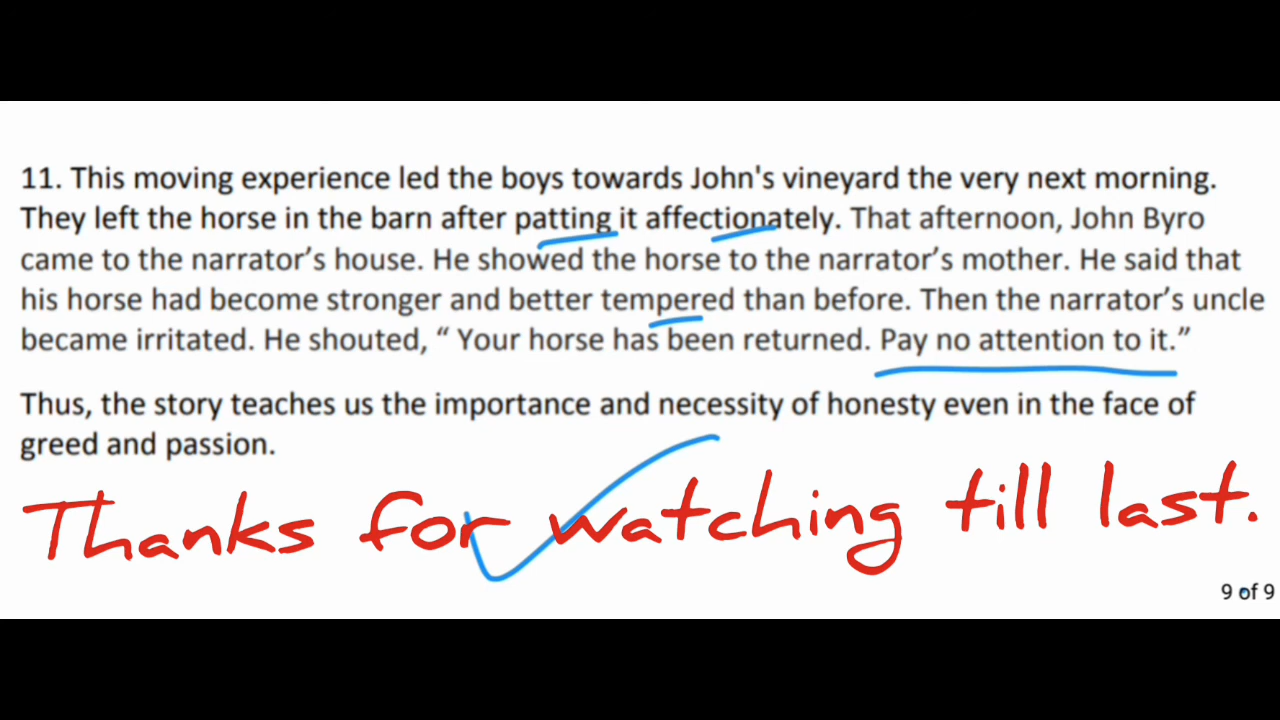 11. This moving experience led the boys towards John's vineyard the very next morning.
They left the horse in the barn after patting it affectionately. That afternoon, John Byro
came to the narrator’s house. He showed the horse to the narrator’s mother. He said that
his horse had become stronger and better tempered than before. Then the narrator’s uncle
became irritated. He shouted, “ Your horse has been returned. Pay no attention to it.”
Thus, the story teaches us the importance and necessity of honesty even in the face of
greed and passion.
Thanks for watching till last.
9 of 9